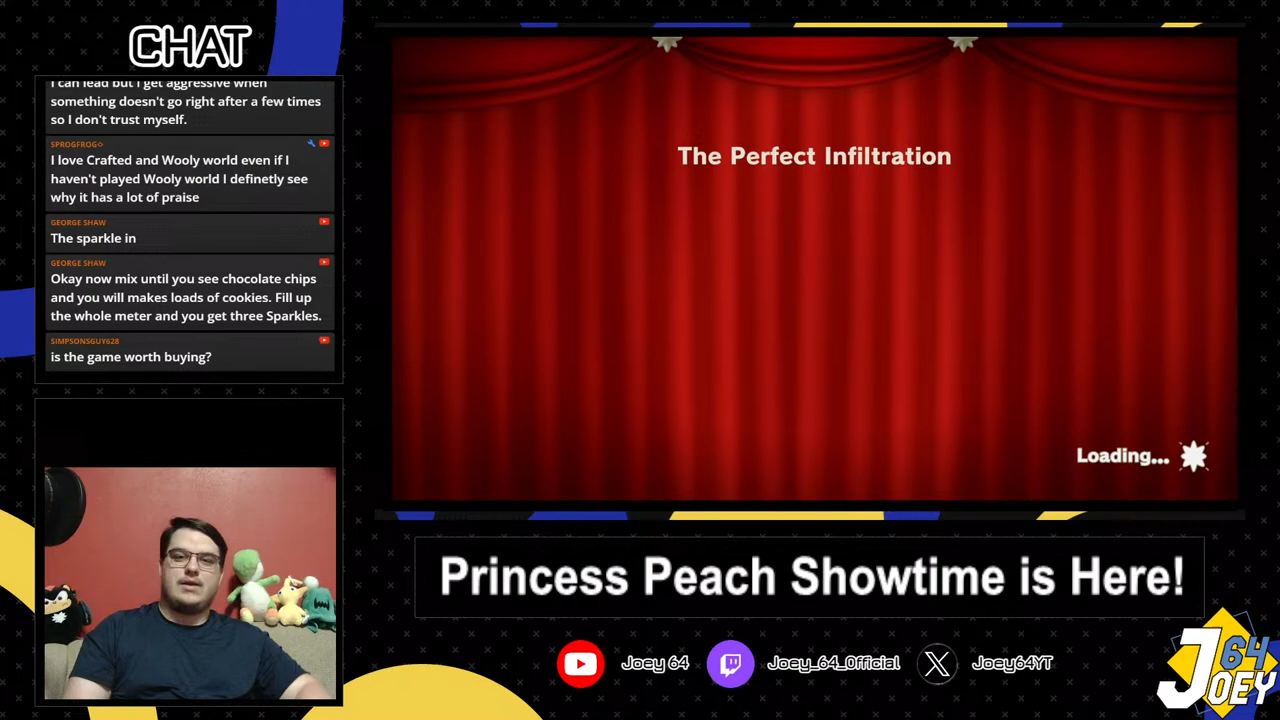 CHAT
I can lead but I get aggressive when
something doesn't go right after a few times
so I don't trust myself.
SPROGFROG
I love Crafted and Wooly world even if I
haven't played Wooly world I definetly see
why it has a lot of praise
GEORGE SHAW
The sparkle in
GEORGE SHAW
Okay now mix until you see chocolate chips
and you will makes loads of cookies. Fill up
the whole meter and you get three Sparkles.
SIMPSONSGUY628
is the game worth buying?
The Perfect Infiltration
Loading...
Princess Peach Showtime is Here!
Joey 64
Joey_64_Official
Joey64YT
J64
OEY